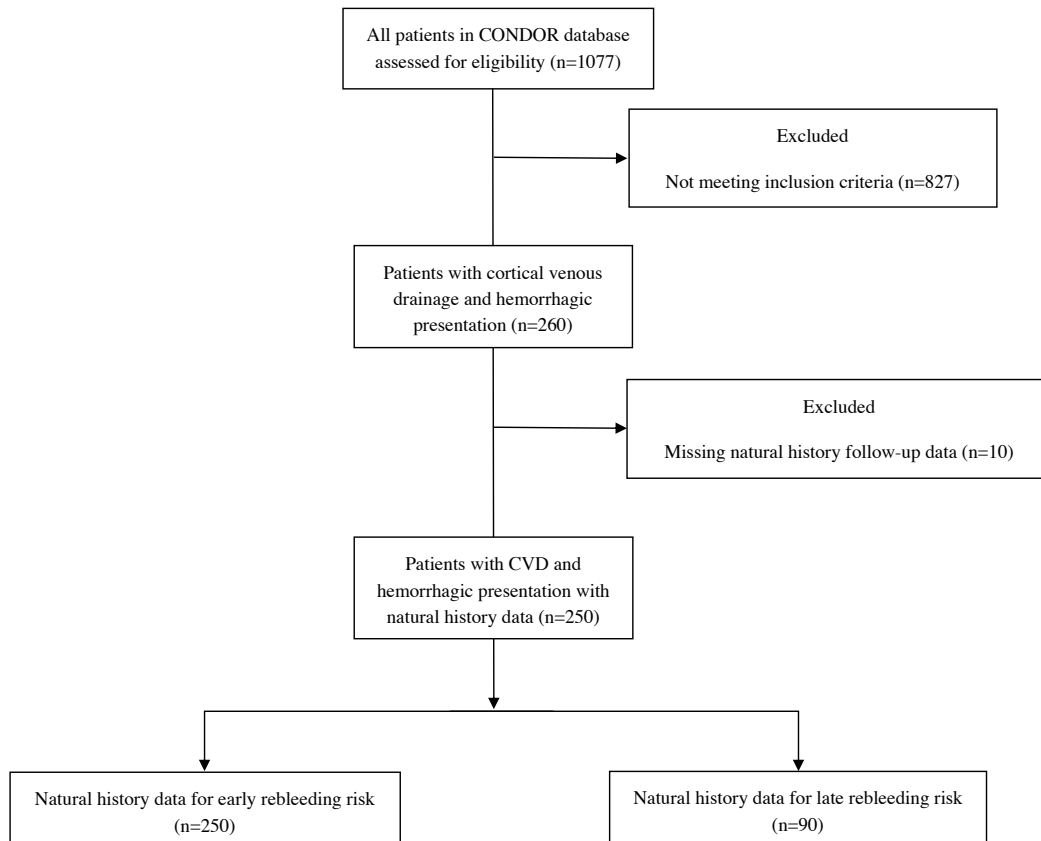 All patients in CONDOR database
assessed for eligibility (n=1077)
Excluded
Not meeting inclusion criteria (n=827)
Patients with cortical venous
drainage and hemorrhagic
presentation (n=260)
Excluded
Missing natural history follow-up data (n=10)
Patients with CVD and
hemorrhagic presentation with
natural history data (n=250)
Natural history data for early rebleeding risk
(n=250)
Natural history data for late rebleeding risk
(n=90)